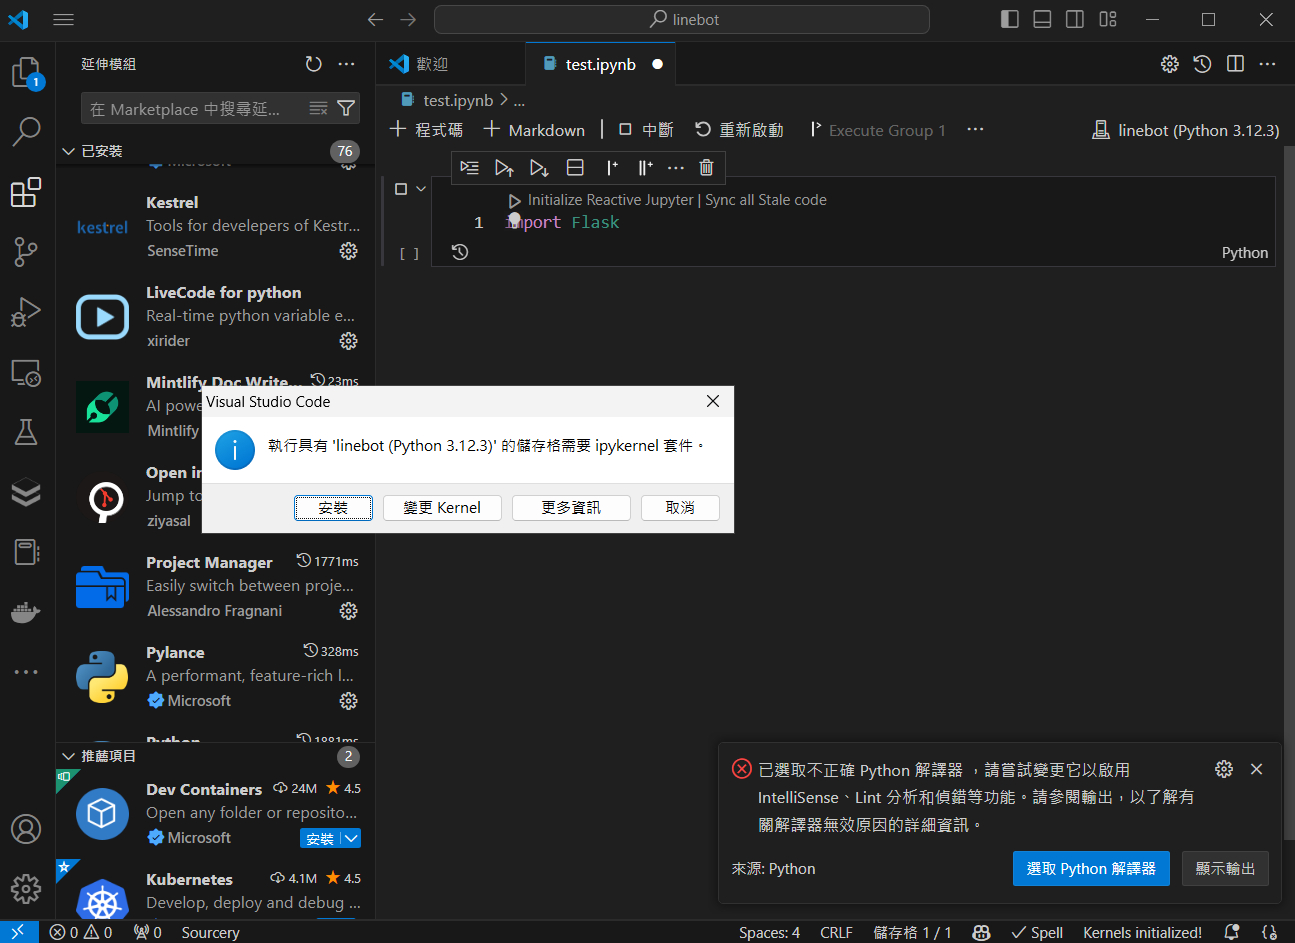 linebot
延伸模組
歡迎
test.ipynb
1
在 Marketplace 中搜尋延...
test.ipynb > ...
程式碼
Markdown
中斷
重新啟動
Execute Group 1
linebot (Python 3.12.3)
已安裝
76
Microsoft
Kestrel
Tools for develepers of Kestr...
SenseTime
kestrel
LiveCode for python
Real-time python variable e...
xirider
Mintlify Doc Write...
23ms
AI powe
Mintlify
Open in
Jump to
ziyasal
Project Manager
1771ms
Easily switch between proje...
Alessandro Fragnani
Pylance
328ms
A performant, feature-rich l...
Microsoft
Python
1881ms
推薦項目
2
Dev Containers
24M
4.5
Open any folder or reposito...
Microsoft
安裝
Kubernetes
4.1M
4.5
Develop, deploy and debug ...
Initialize Reactive Jupyter | Sync all Stale code
1
import Flask
[ ]
Python
Visual Studio Code
執行具有 'linebot (Python 3.12.3)' 的儲存格需要 ipykernel 套件。
安裝
變更 Kernel
更多資訊
取消
已選取不正確 Python 解譯器 ，請嘗試變更它以啟用
IntelliSense、Lint 分析和偵錯等功能。請參閱輸出，以了解有
關解譯器無效原因的詳細資訊。
來源: Python
選取 Python 解譯器
顯示輸出
0
0
0
Sourcery
Spaces: 4
CRLF
儲存格 1 / 1
Spell
Kernels initialized!